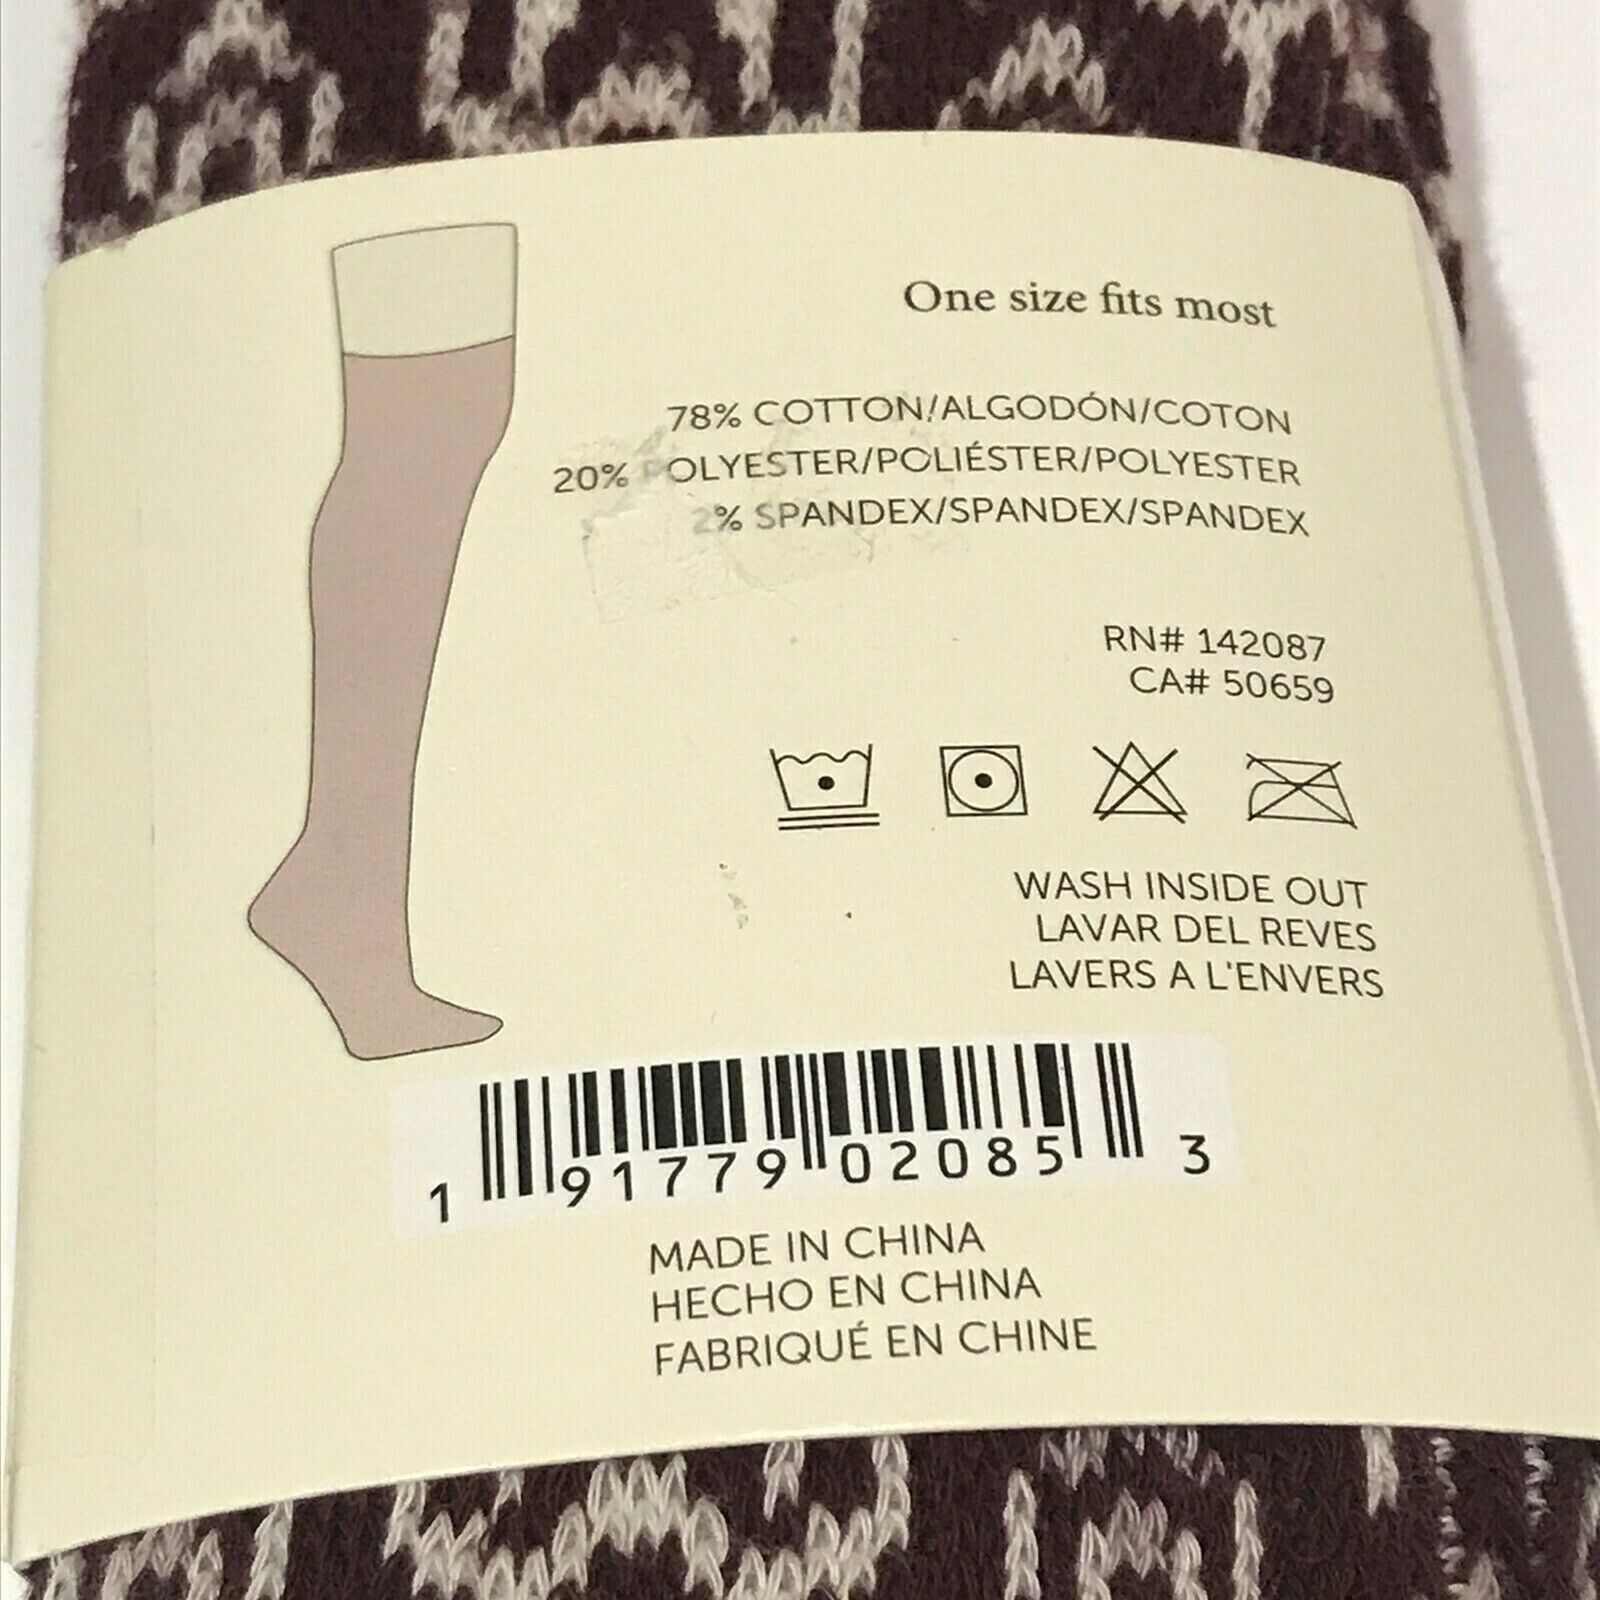 One size fits most
78% COTTON/ALGODÓN/COTON
20% POLYESTER/POLIÉSTER/POLYESTER
2% SPANDEX/SPANDEX/SPANDEX
RN# 142087
CA# 50659
WASH INSIDE OUT
LAVAR DEL REVES
LAVERS A L'ENVERS
1 91779 02085 3
MADE IN CHINA
HECHO EN CHINA
FABRIQUÉ EN CHINE